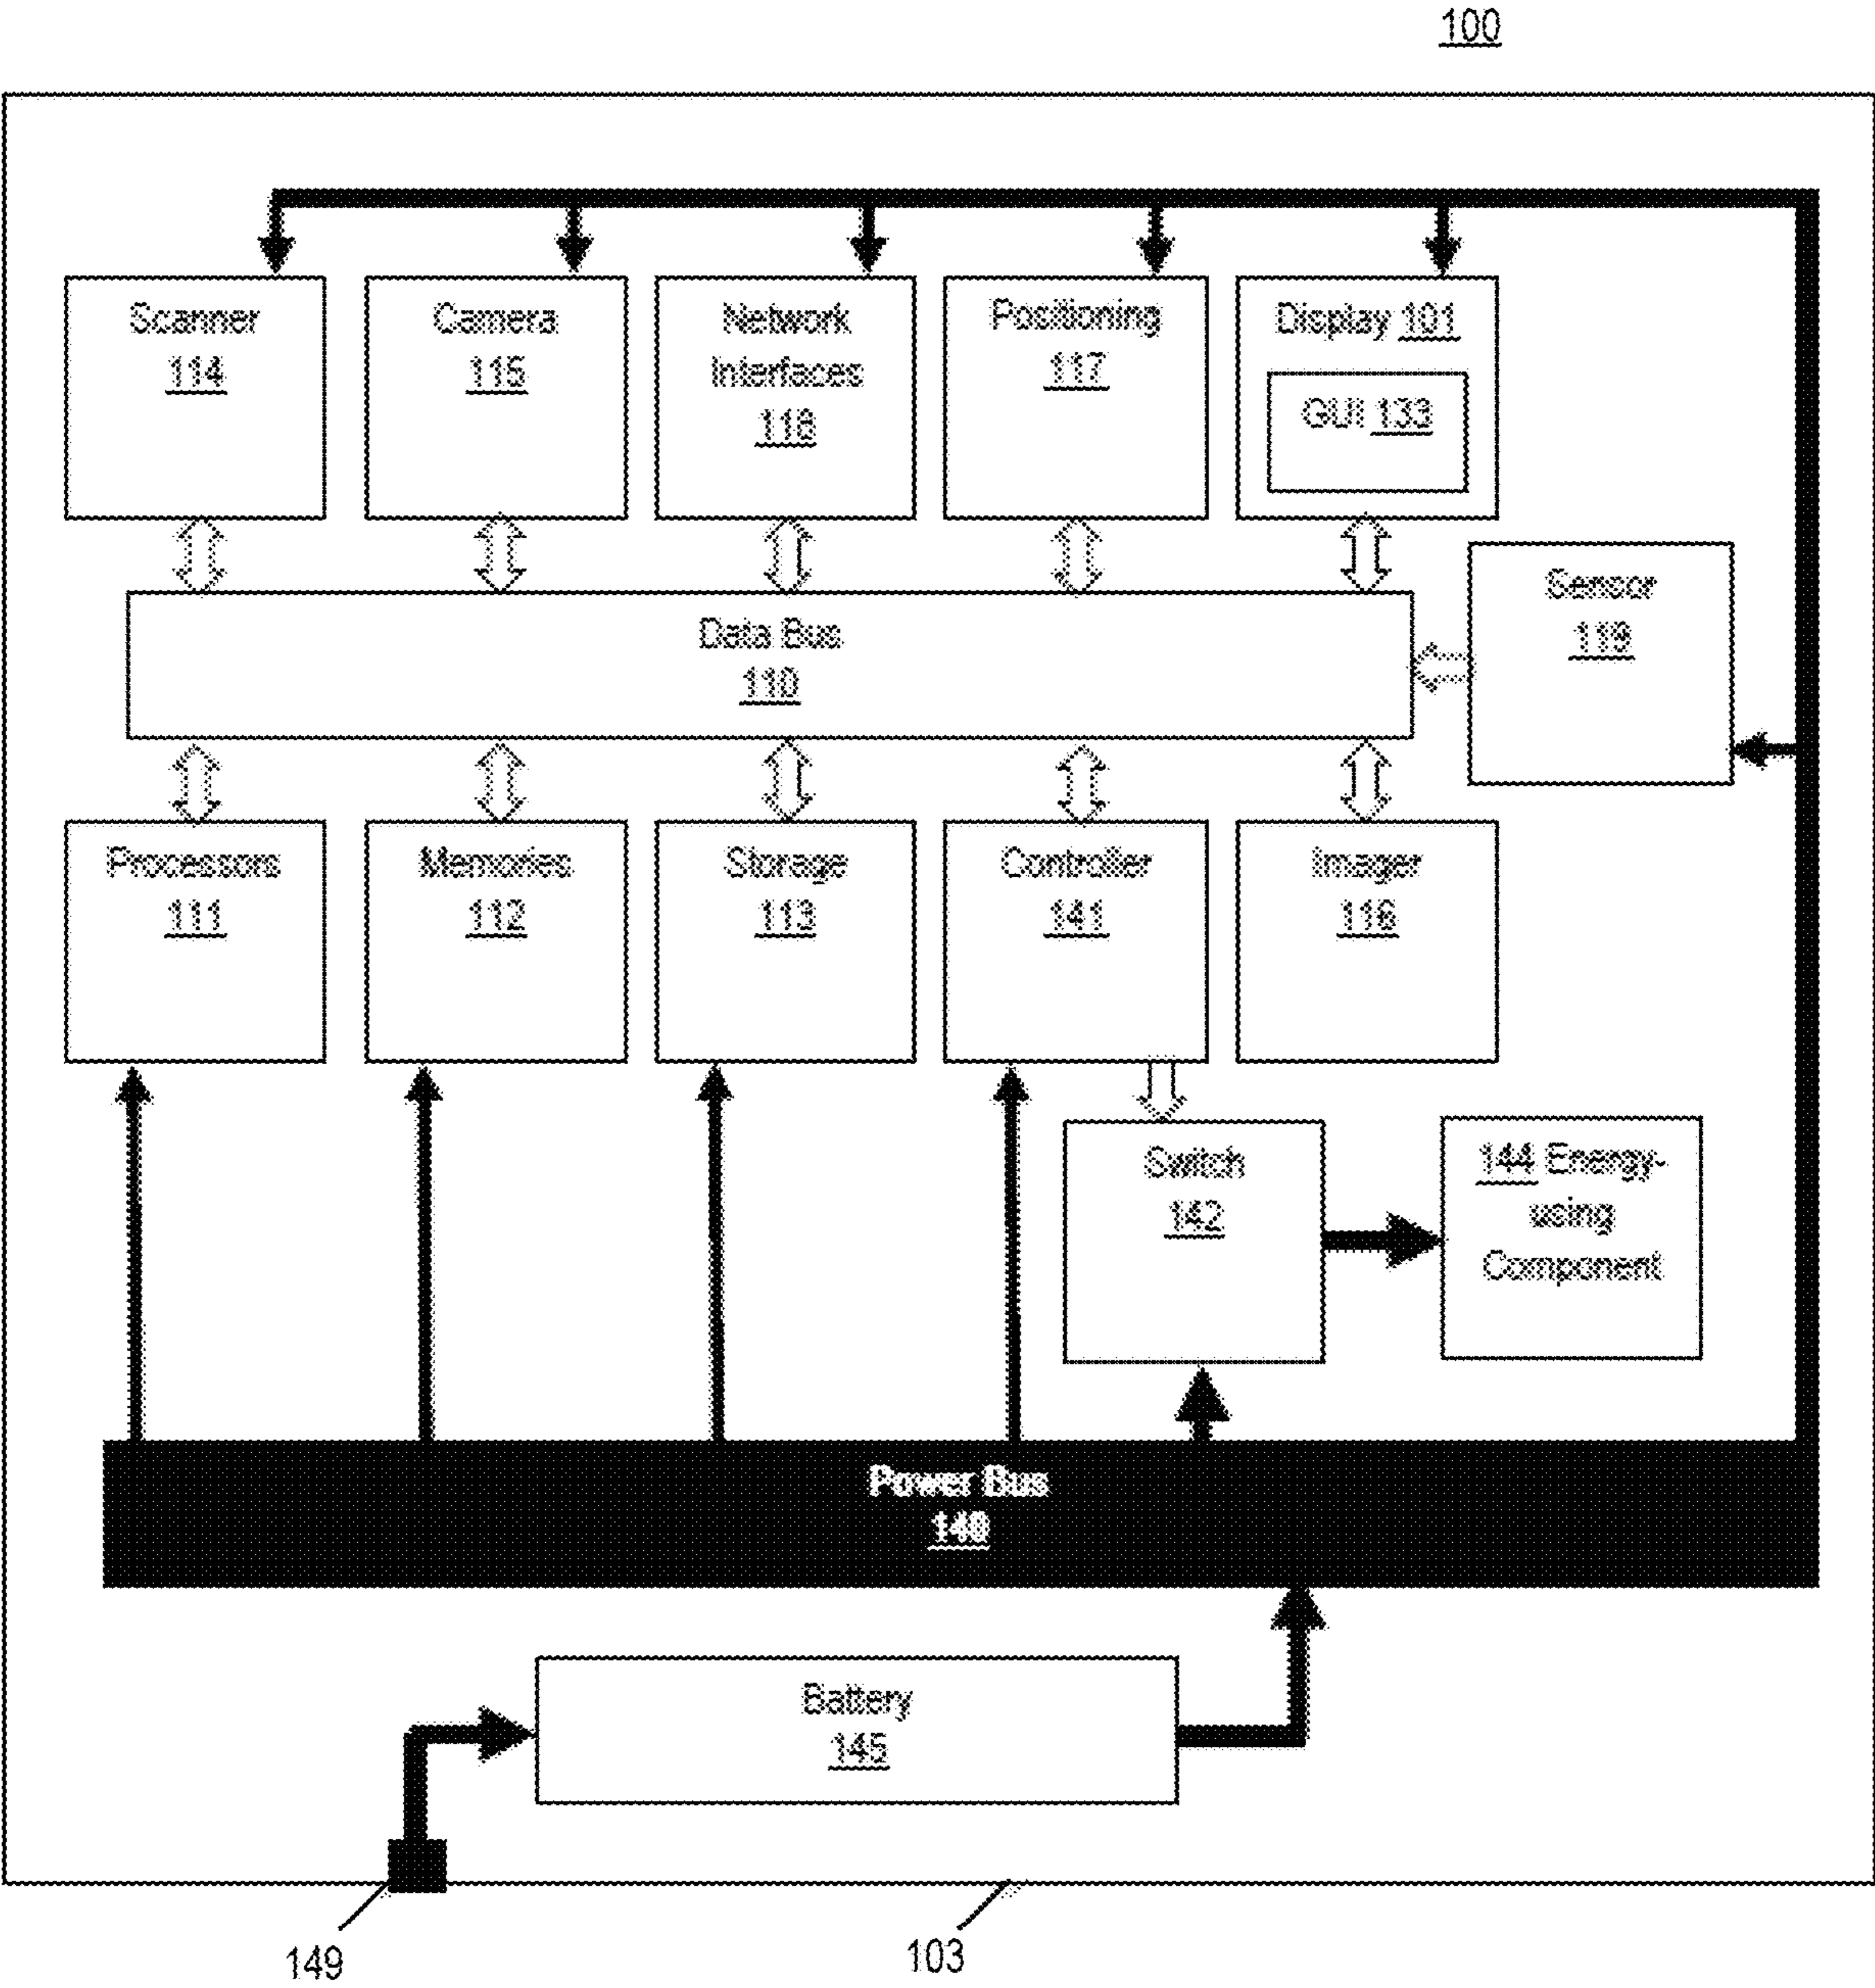 100
Scanner
114
Camera
115
Network
Interfaces
118
Positioning
117
Display 101
GUI 133
Data Bus
110
Sensor
119
Processors
111
Memories
112
Storage
113
Controller
141
Imager
116
Switch
142
144 Energy-
using
Component
Power Bus
140
Battery
145
149
103